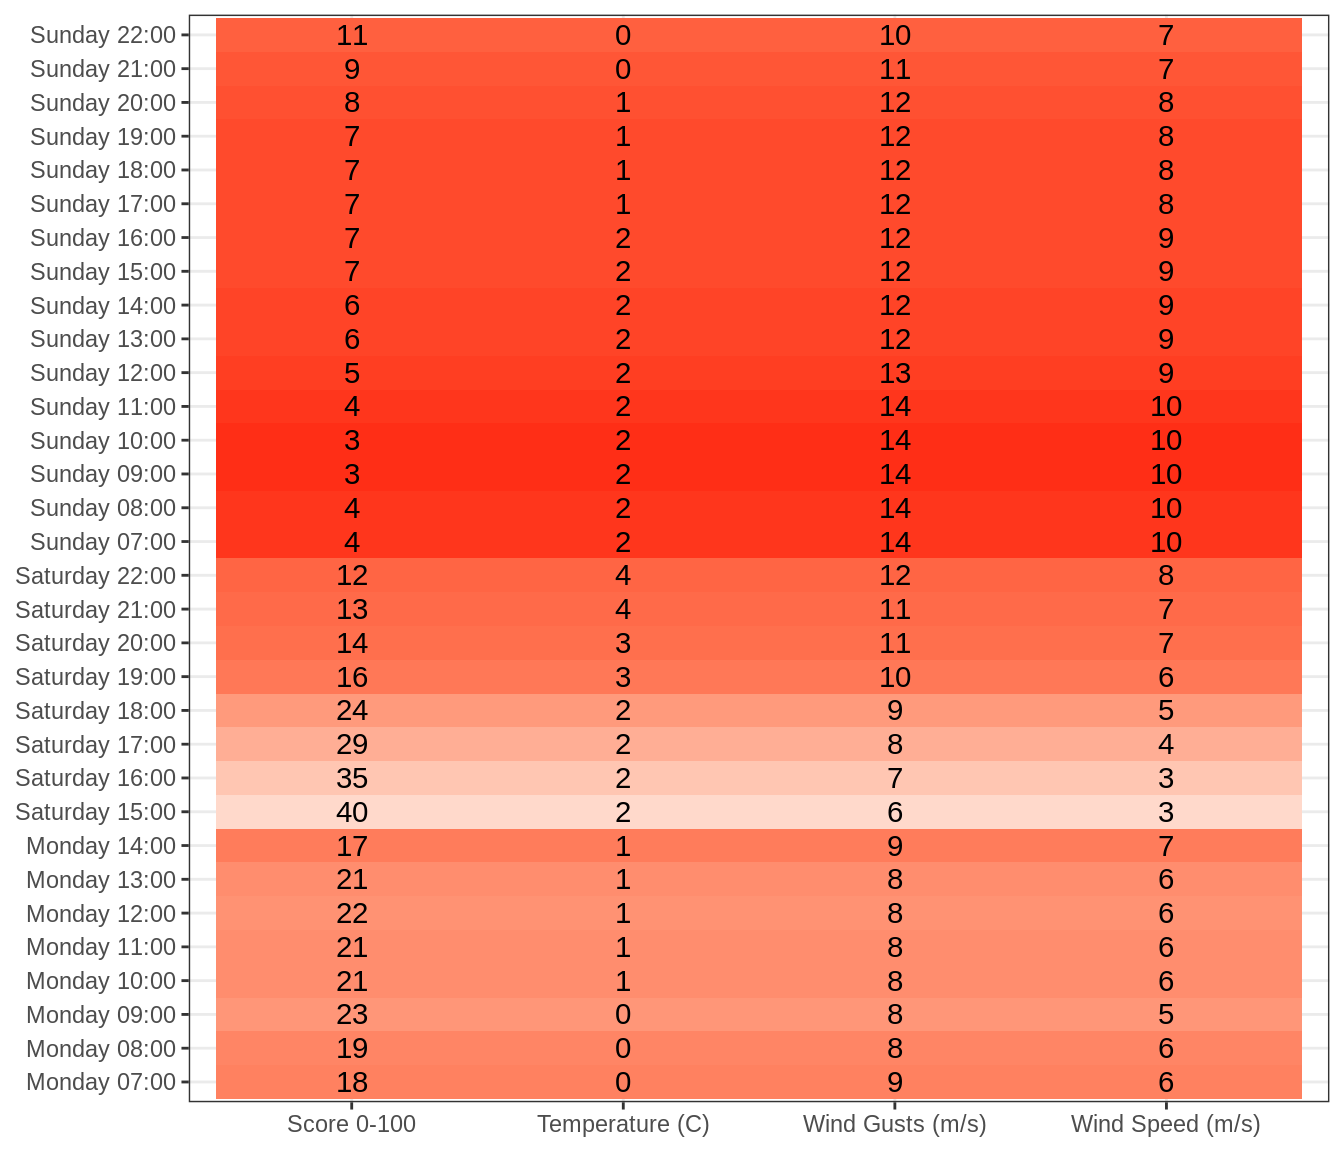 Sunday 22:00 11 0 10 7
Sunday 21:00 9 0 11 7
Sunday 20:00 8 1 12 8
Sunday 19:00 7 1 12 8
Sunday 18:00 7 1 12 8
Sunday 17:00 7 1 12 8
Sunday 16:00 7 2 12 9
Sunday 15:00 7 2 12 9
Sunday 14:00 6 2 12 9
Sunday 13:00 6 2 12 9
Sunday 12:00 5 2 13 9
Sunday 11:00 4 2 14 10
Sunday 10:00 3 2 14 10
Sunday 09:00 3 2 14 10
Sunday 08:00 4 2 14 10
Sunday 07:00 4 2 14 10
Saturday 22:00 12 4 12 8
Saturday 21:00 13 4 11 7
Saturday 20:00 14 3 11 7
Saturday 19:00 16 3 10 6
Saturday 18:00 24 2 9 5
Saturday 17:00 29 2 8 4
Saturday 16:00 35 2 7 3
Saturday 15:00 40 2 6 3
Monday 14:00 17 1 9 7
Monday 13:00 21 1 8 6
Monday 12:00 22 1 8 6
Monday 11:00 21 1 8 6
Monday 10:00 21 1 8 6
Monday 09:00 23 0 8 5
Monday 08:00 19 0 8 6
Monday 07:00 18 0 9 6
Score 0-100 Temperature (C) Wind Gusts (m/s) Wind Speed (m/s)